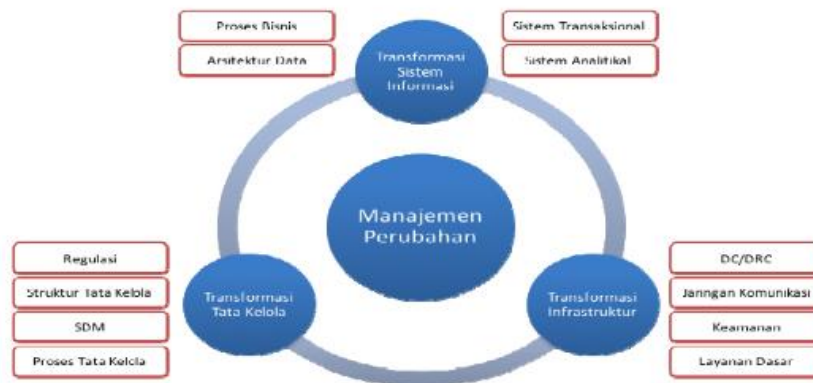 Proses Bisnis
Arsitektur Data
Transformasi
Sistem
Informasi
Sistem Transaksional
Sistem Analitikal
Manajemen
Perubahan
Regulasi
Struktur Tata Kelola
SDM
Proses Tata Kelola
Transformasi
Tata Kelola
Transformasi
Infrastruktur
DC/DRC
Jaringan Komunikasi
Keamanan
Layanan Dasar